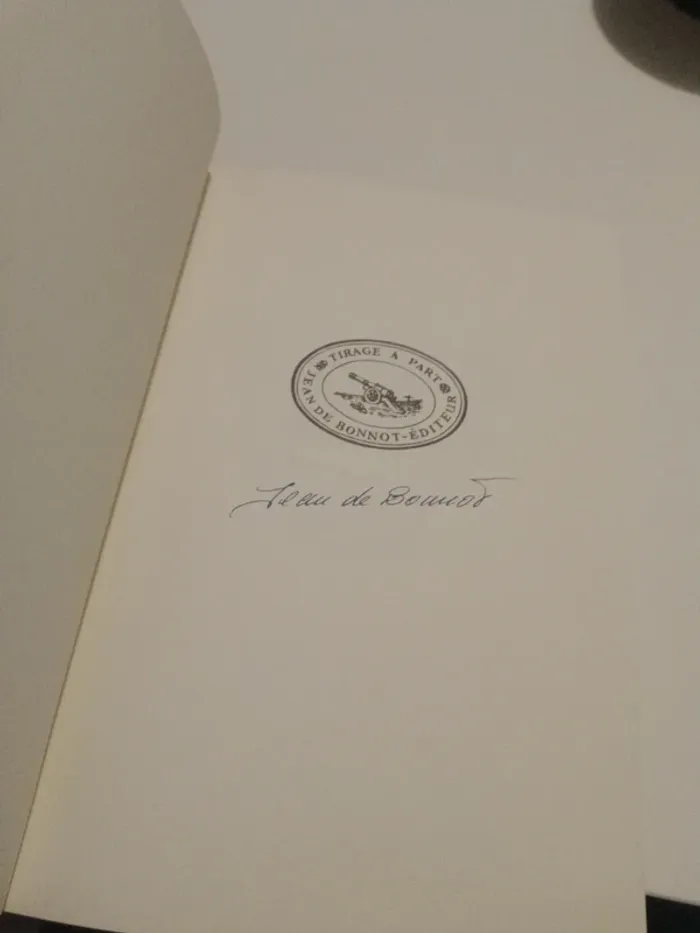 TIRAGE A PART
JEAN DE BONNOT-ÉDITEUR
Jean de Bonnot